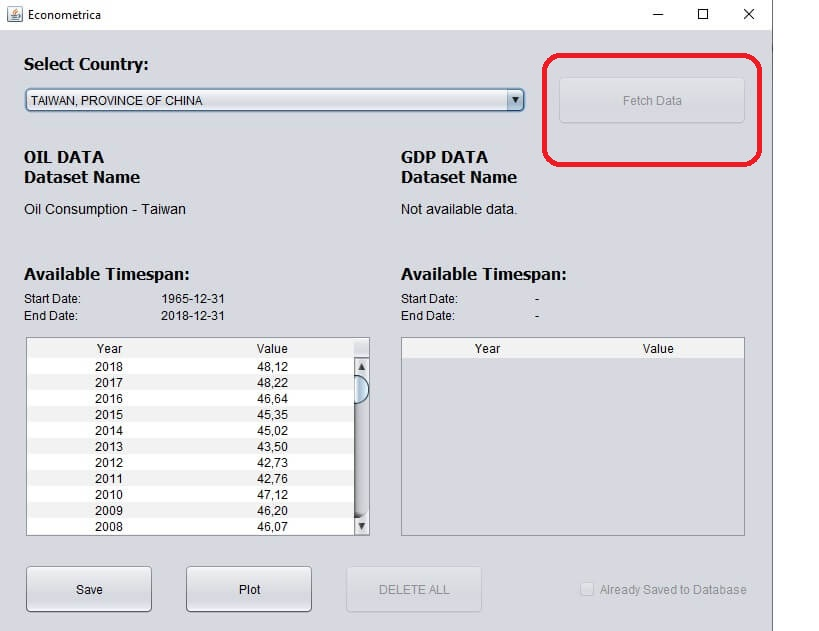 Econometrica
Select Country:
TAIWAN, PROVINCE OF CHINA
Fetch Data
OIL DATA
Dataset Name
Oil Consumption - Taiwan
GDP DATA
Dataset Name
Not available data.
Available Timespan:
Start Date: 1965-12-31
End Date: 2018-12-31
Available Timespan:
Start Date: -
End Date: -
Year Value
2018 48,12
2017 48,22
2016 46,64
2015 45,35
2014 45,02
2013 43,50
2012 42,73
2011 42,76
2010 47,12
2009 46,20
2008 46,07
Year Value
Save
Plot
DELETE ALL
Already Saved to Database